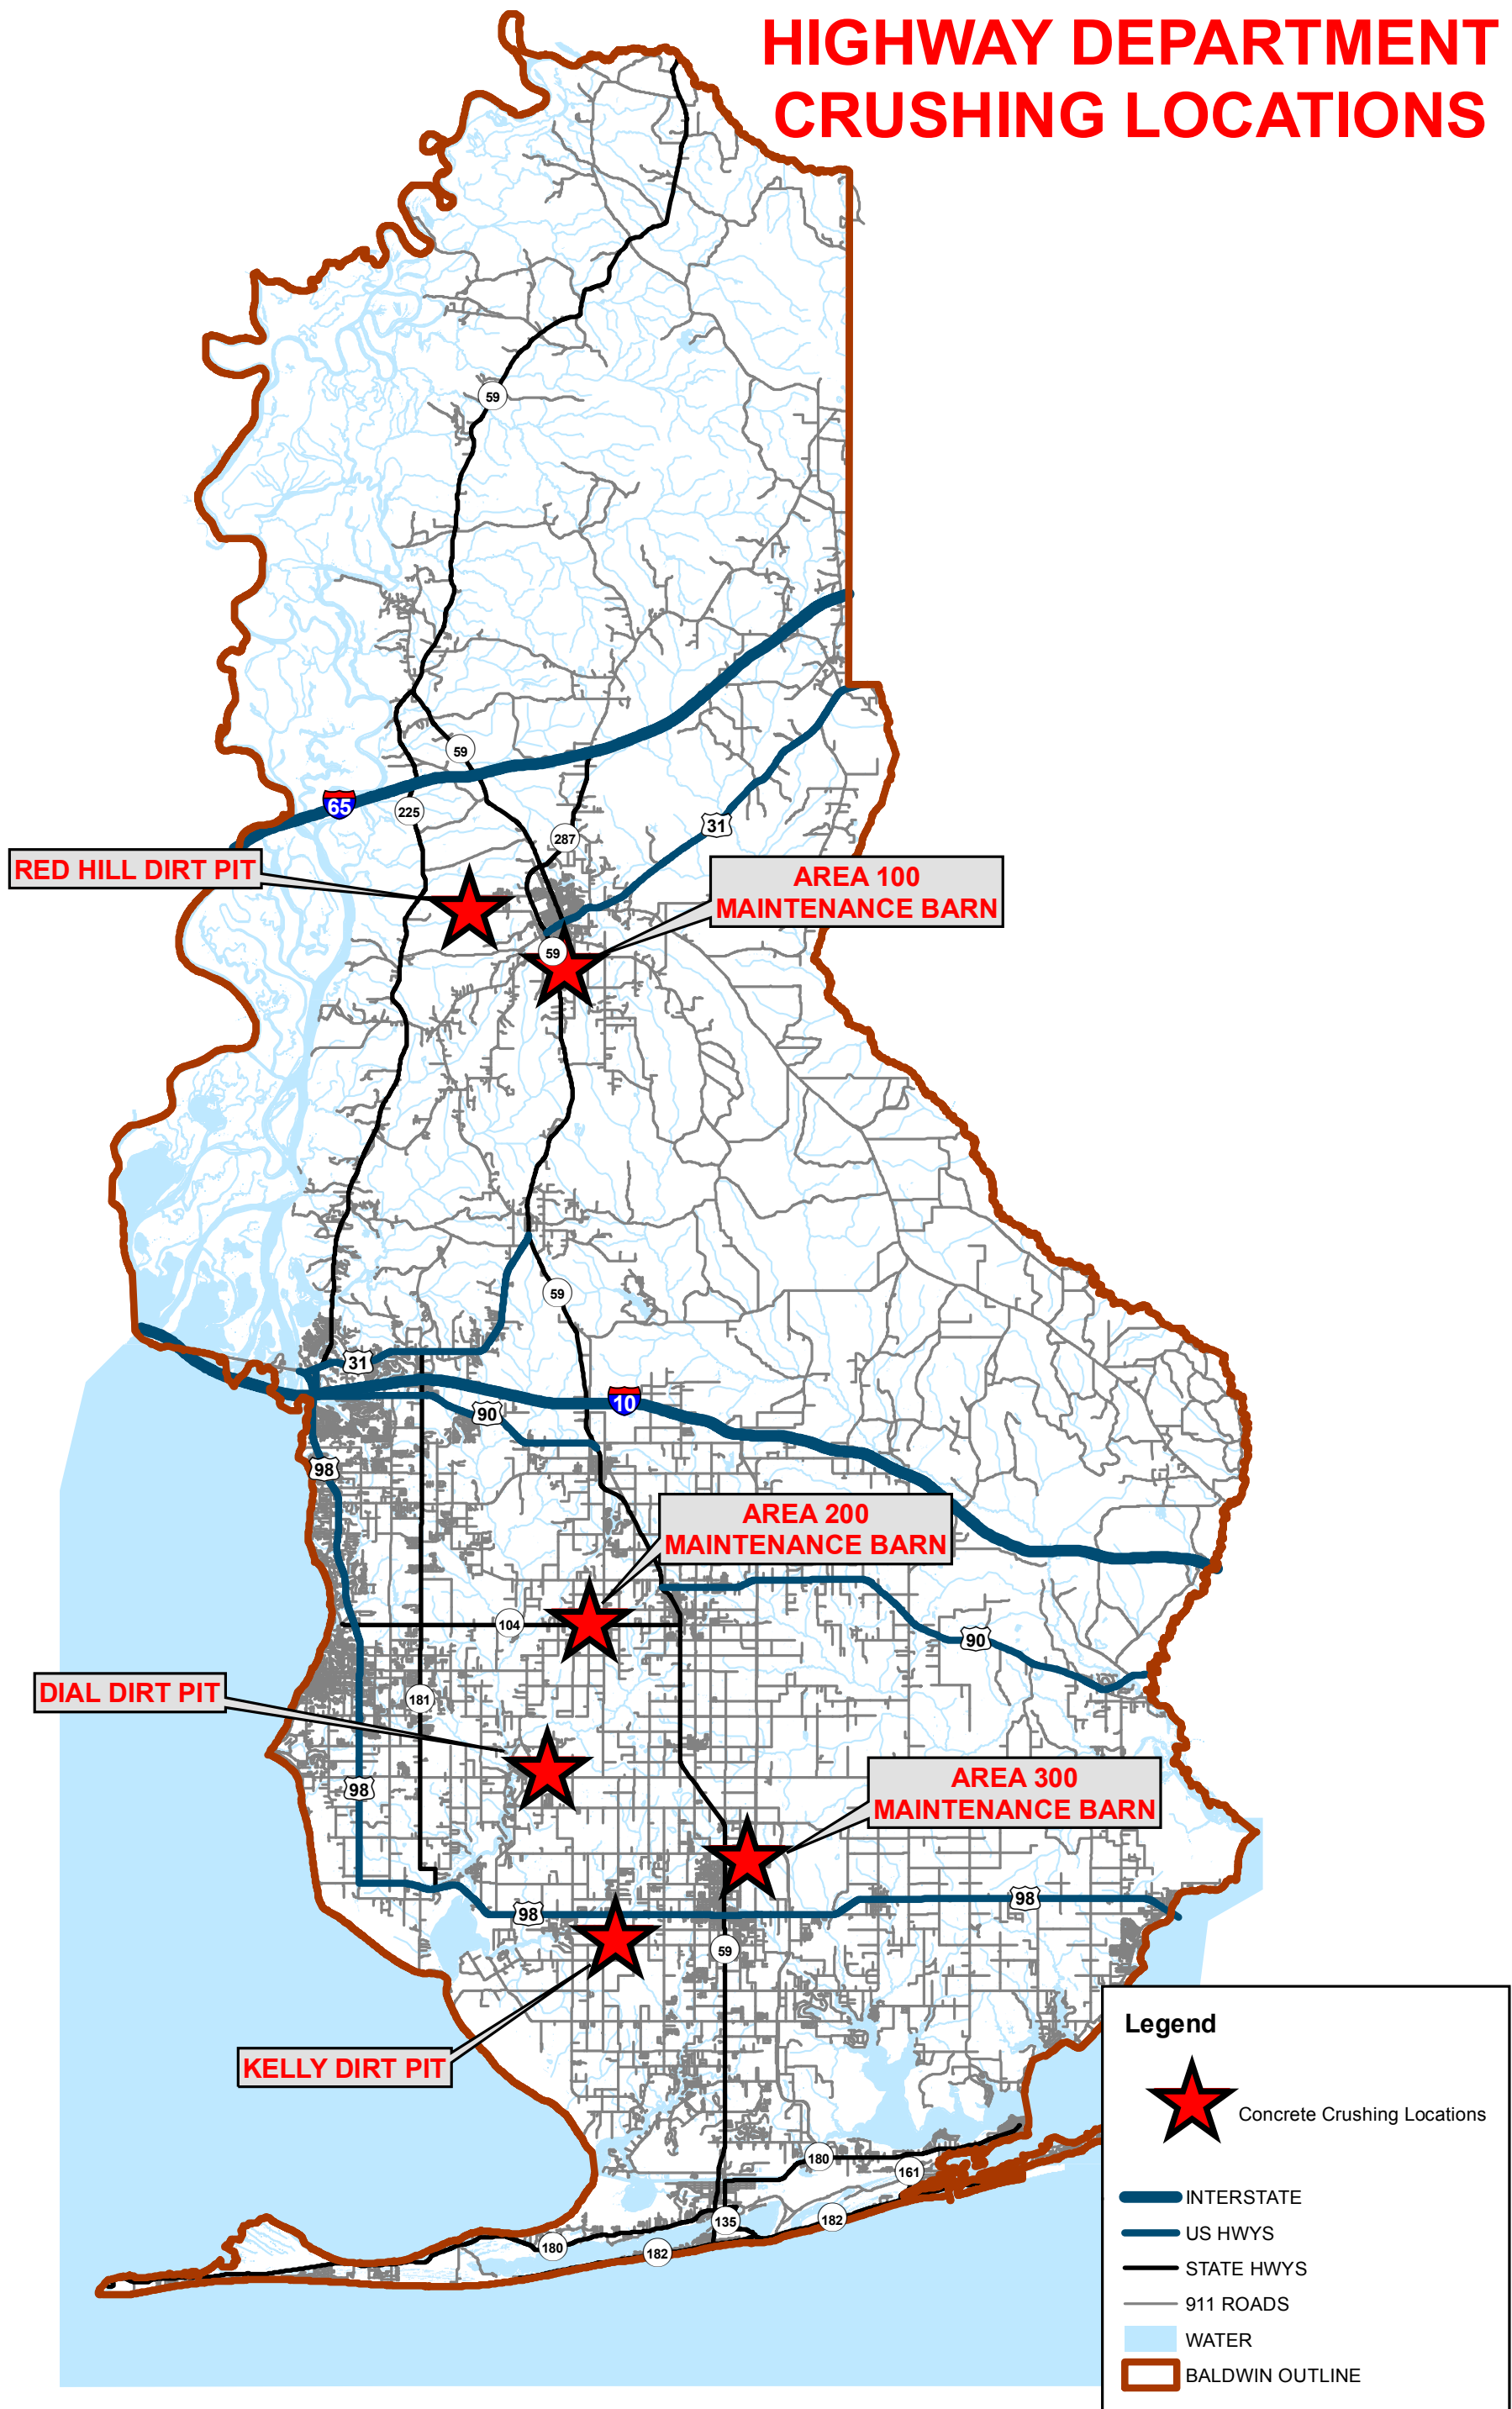 HIGHWAY DEPARTMENT
CRUSHING LOCATIONS
59
59
65
225
287
31
RED HILL DIRT PIT
AREA 100
MAINTENANCE BARN
59
59
31
10
90
98
AREA 200
MAINTENANCE BARN
104
90
DIAL DIRT PIT
181
98
AREA 300
MAINTENANCE BARN
98
98
59
KELLY DIRT PIT
180
161
135
182
180
182
Legend
Concrete Crushing Locations
INTERSTATE
US HWYS
STATE HWYS
911 ROADS
WATER
BALDWIN OUTLINE